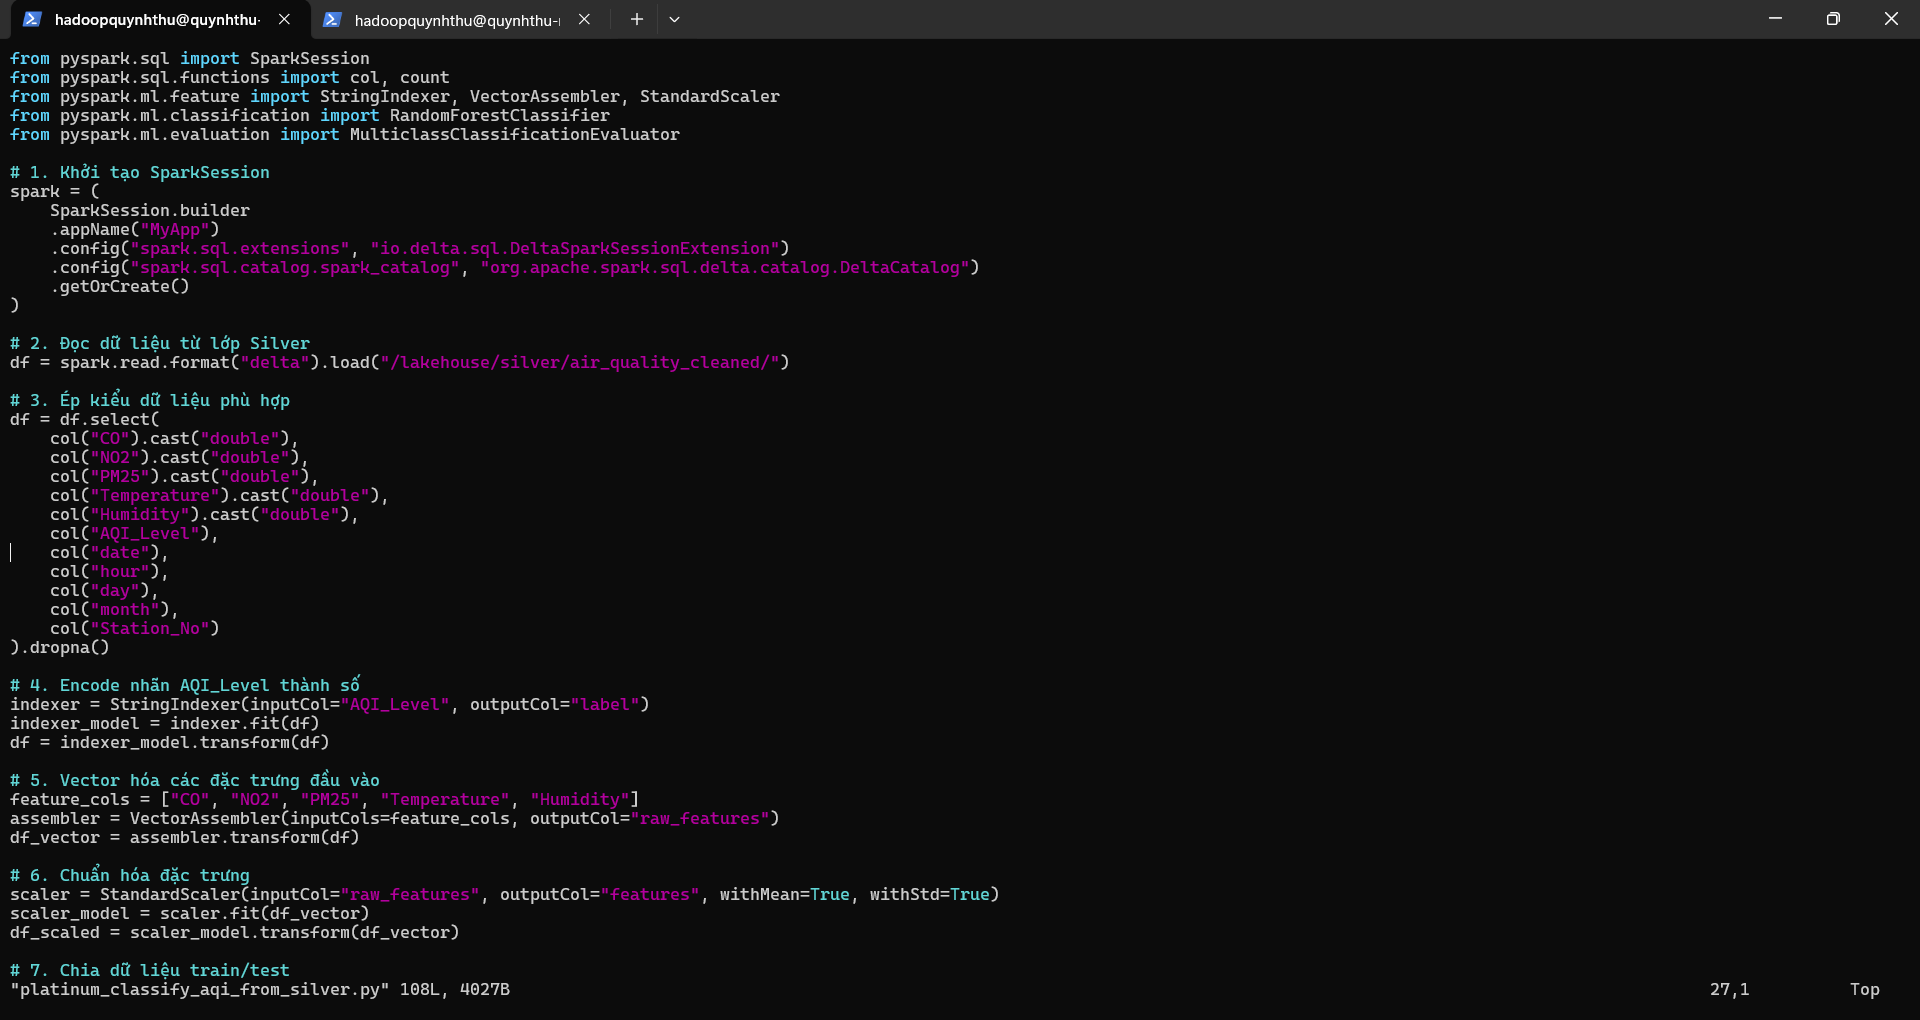 hadoopquynhthu@quynhthu-
hadoopquynhthu@quynhthu-
from pyspark.sql import SparkSession
from pyspark.sql.functions import col, count
from pyspark.ml.feature import StringIndexer, VectorAssembler, StandardScaler
from pyspark.ml.classification import RandomForestClassifier
from pyspark.ml.evaluation import MulticlassClassificationEvaluator

# 1. Khởi tạo SparkSession
spark = (
    SparkSession.builder
    .appName("MyApp")
    .config("spark.sql.extensions", "io.delta.sql.DeltaSparkSessionExtension")
    .config("spark.sql.catalog.spark_catalog", "org.apache.spark.sql.delta.catalog.DeltaCatalog")
    .getOrCreate()
)

# 2. Đọc dữ liệu từ lớp Silver
df = spark.read.format("delta").load("/lakehouse/silver/air_quality_cleaned/")

# 3. Ép kiểu dữ liệu phù hợp
df = df.select(
    col("CO").cast("double"),
    col("NO2").cast("double"),
    col("PM25").cast("double"),
    col("Temperature").cast("double"),
    col("Humidity").cast("double"),
    col("AQI_Level"),
    col("date"),
    col("hour"),
    col("day"),
    col("month"),
    col("Station_No")
).dropna()

# 4. Encode nhãn AQI_Level thành số
indexer = StringIndexer(inputCol="AQI_Level", outputCol="label")
indexer_model = indexer.fit(df)
df = indexer_model.transform(df)

# 5. Vector hóa các đặc trưng đầu vào
feature_cols = ["CO", "NO2", "PM25", "Temperature", "Humidity"]
assembler = VectorAssembler(inputCols=feature_cols, outputCol="raw_features")
df_vector = assembler.transform(df)

# 6. Chuẩn hóa đặc trưng
scaler = StandardScaler(inputCol="raw_features", outputCol="features", withMean=True, withStd=True)
scaler_model = scaler.fit(df_vector)
df_scaled = scaler_model.transform(df_vector)

# 7. Chia dữ liệu train/test
"platinum_classify_aqi_from_silver.py" 108L, 4027B 27,1 Top